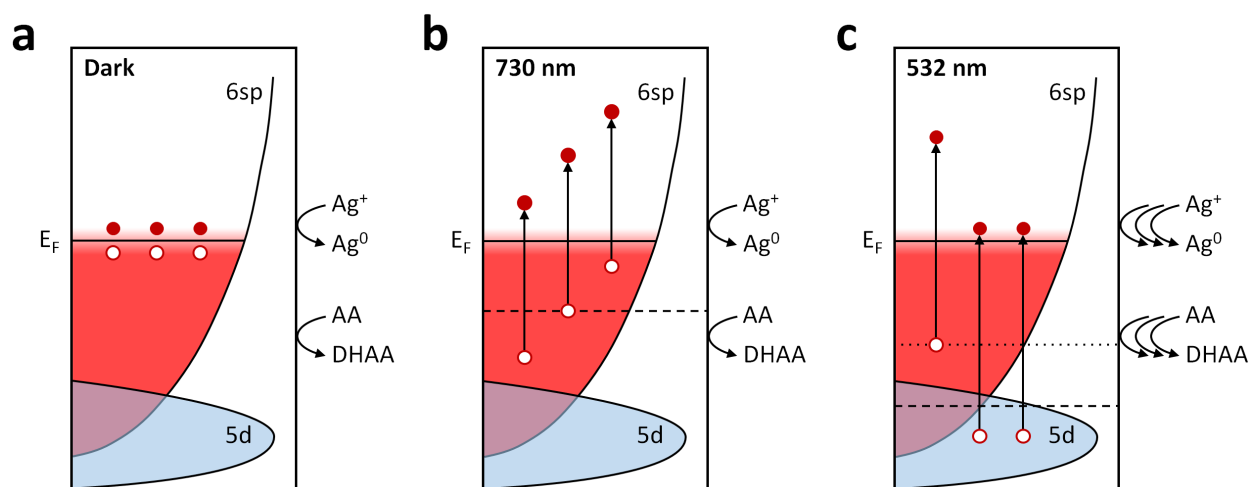 a
Dark
6sp
E_F
5d
Ag⁺
Ag⁰
AA
DHAA
b
730 nm
6sp
5d
Ag⁺
Ag⁰
AA
DHAA
c
532 nm
6sp
E_F
5d
Ag⁺
Ag⁰
AA
DHAA